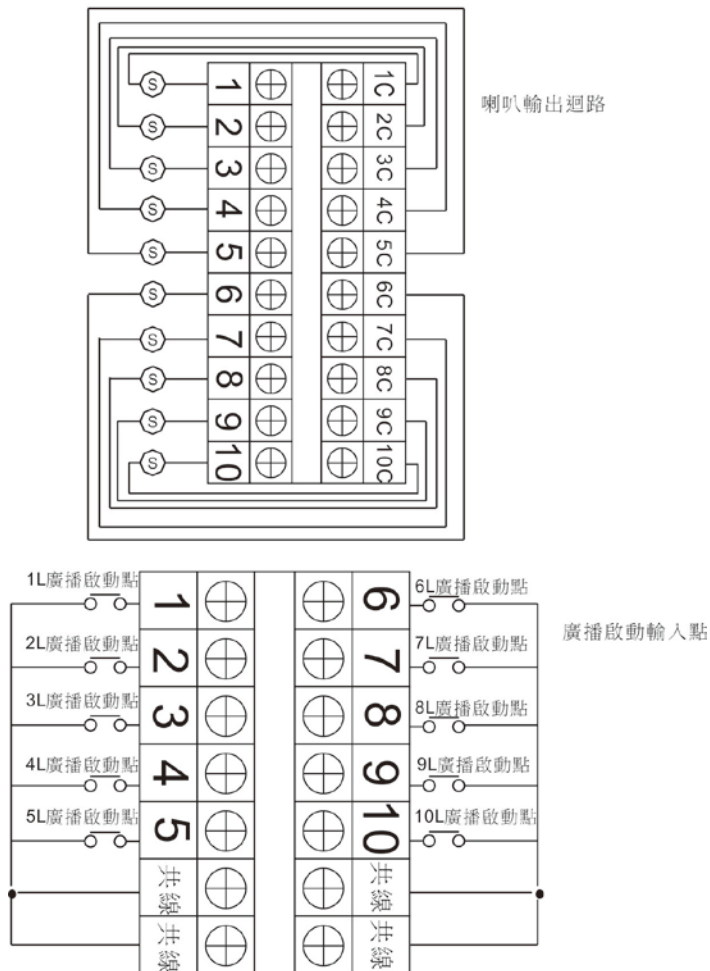 S 1 1C
喇叭輸出迴路
S 2 2C
S 3 3C
S 4 4C
S 5 5C
S 6 6C
S 7 7C
S 8 8C
S 9 9C
S 10 10C
1L廣播啟動點 1 6 6L廣播啟動點
廣播啟動輸入點
2L廣播啟動點 2 7 7L廣播啟動點
3L廣播啟動點 3 8 8L廣播啟動點
4L廣播啟動點 4 9 9L廣播啟動點
5L廣播啟動點 5 10 10L廣播啟動點
共線 共線
共線 共線